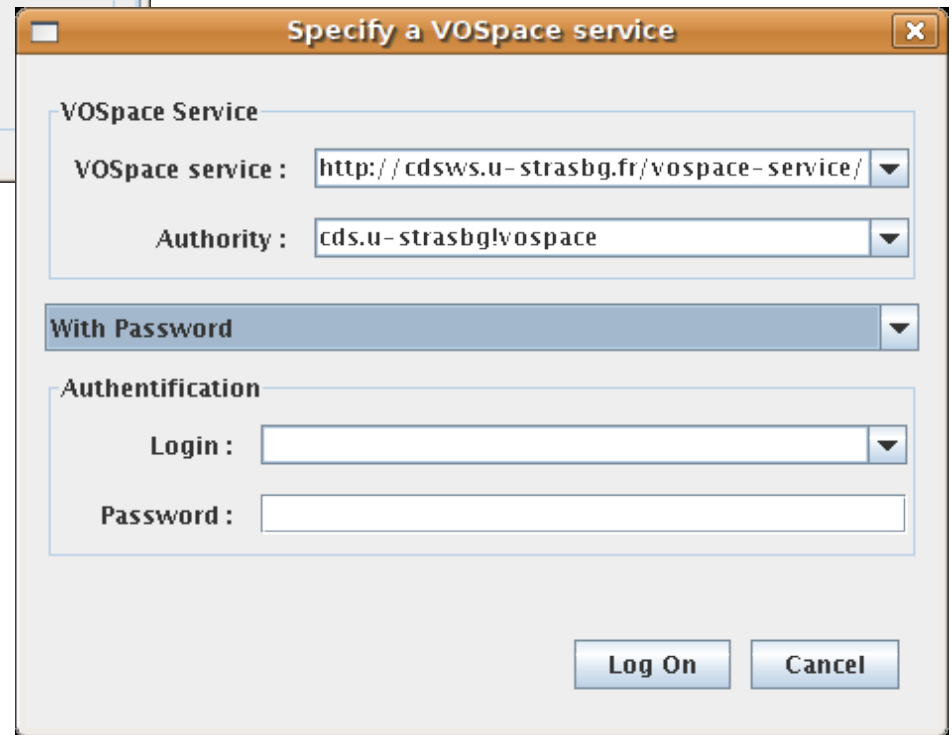 Specify a VOSpace service
VOSpace Service
VOSpace service : http://cdsws.u-strasbg.fr/vospace-service/
Authority : cds.u-strasbg!vospace
With Password
Authentification
Login :
Password :
Log On Cancel